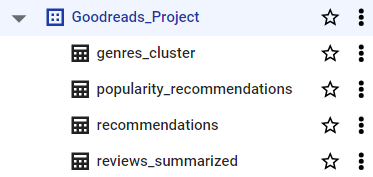 Goodreads_Project
genres_cluster
popularity_recommendations
recommendations
reviews_summarized